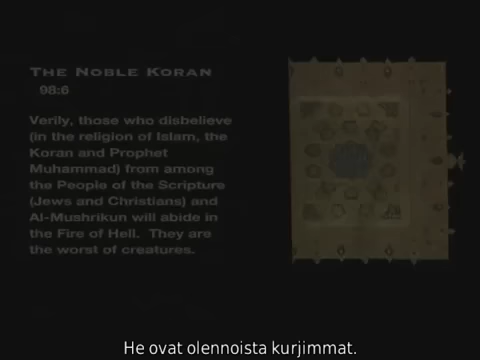 THE NOBLE KORAN
98:6
Verily, those who disbelieve
(in the religion of Islam, the
Koran and Prophet
Muhammad) from among
the People of the Scripture
(Jews and Christians) and
Al-Mushrikun will abide in
the Fire of Hell. They are
the worst of creatures.
He ovat olennoista kurjimmat.